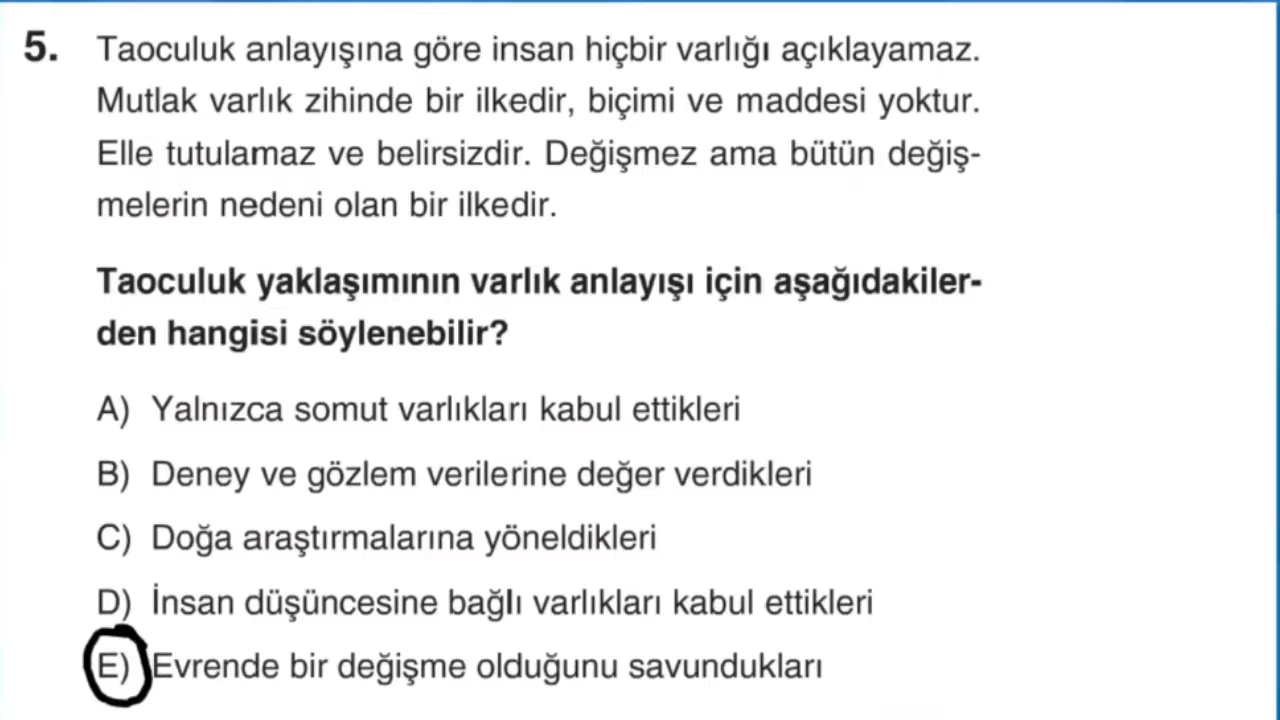 5. Taoculuk anlayışına göre insan hiçbir varlığı açıklayamaz.
Mutlak varlık zihinde bir ilkedir, biçimi ve maddesi yoktur.
Elle tutulamaz ve belirsizdir. Değişmez ama bütün değiş-
melerin nedeni olan bir ilkedir.
Taoculuk yaklaşımının varlık anlayışı için aşağıdakiler-
den hangisi söylenebilir?
A) Yalnızca somut varlıkları kabul ettikleri
B) Deney ve gözlem verilerine değer verdikleri
C) Doğa araştırmalarına yöneldikleri
D) İnsan düşüncesine bağlı varlıkları kabul ettikleri
E) Evrende bir değişme olduğunu savundukları